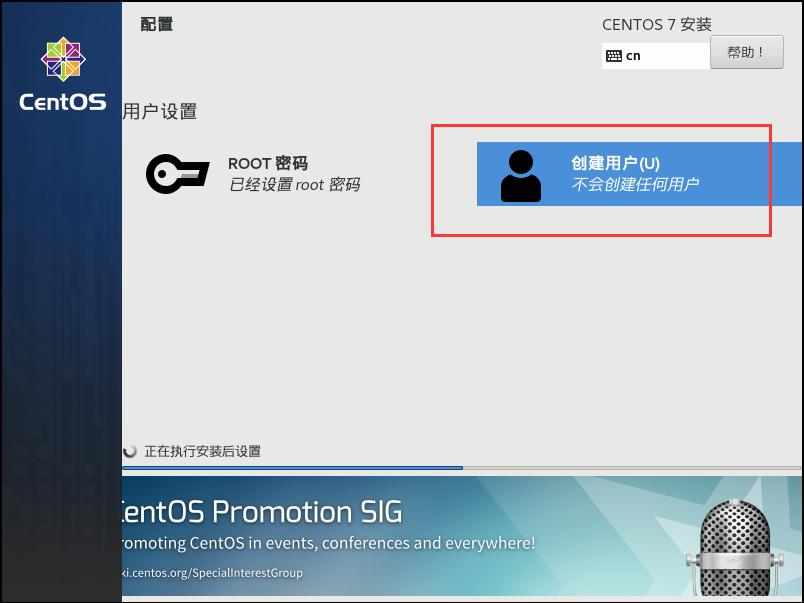 配置
CENTOS 7 安装
cn
帮助！
CentOS
用户设置
ROOT 密码
已经设置 root 密码
创建用户(U)
不会创建任何用户
正在执行安装后设置
CentOS Promotion SIG
romoting CentOS in events, conferences and everywhere!
ki.centos.org/SpecialInterestGroup